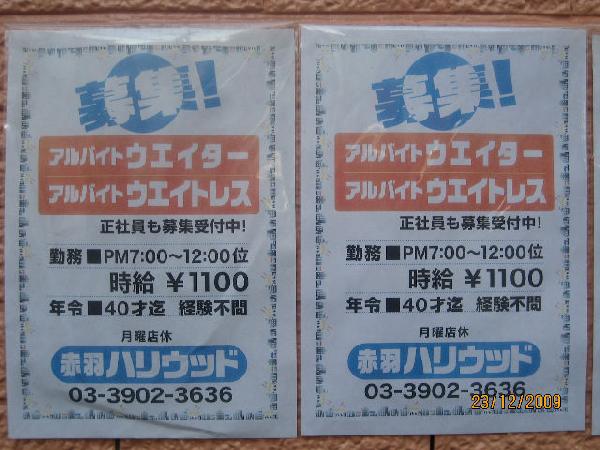 募集!!
アルバイトウエイター
アルバイトウエイトレス
正社員も募集受付中!
勤務■PM7:00〜12:00位
時給 ¥1100
年令■40才迄 経験不問
月曜店休
赤羽ハリウッド
03-3902-3636
募集!!
アルバイトウエイター
アルバイトウエイトレス
正社員も募集受付中!
勤務■PM7:00〜12:00位
時給 ¥1100
年令■40才迄 経験不問
月曜店休
赤羽ハリウッド
03-3902-3636
23/12/2009